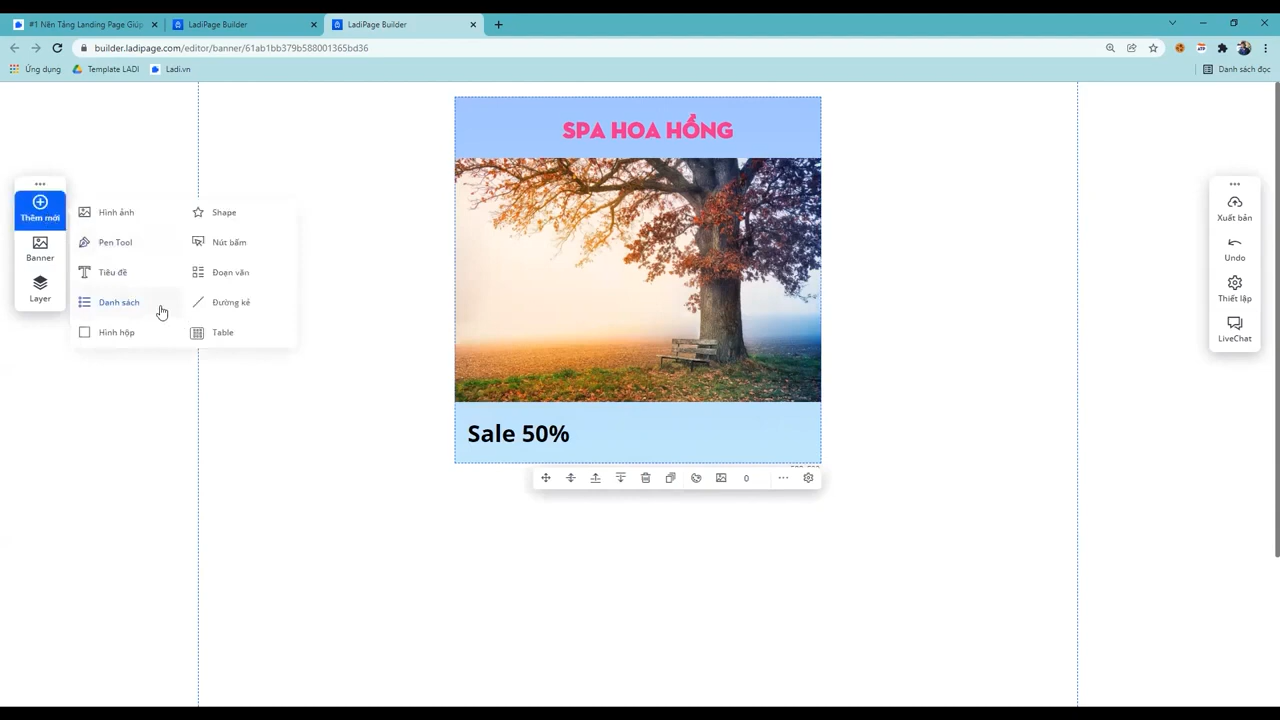 #1 Nền Tảng Landing Page Giúp
LadiPage Builder
LadiPage Builder
builder.ladipage.com/editor/banner/61ab1bb379b588001365bd36
Ứng dụng
Template LADI
Ladi.vn
Danh sách đọc
SPA HOA HỒNG
Thêm mới
Banner
Layer
Hình ảnh
Shape
Pen Tool
Nút bấm
Tiêu đề
Đoạn văn
Danh sách
Đường kẻ
Hình hộp
Table
Xuất bản
Undo
Thiết lập
LiveChat
Sale 50%
0